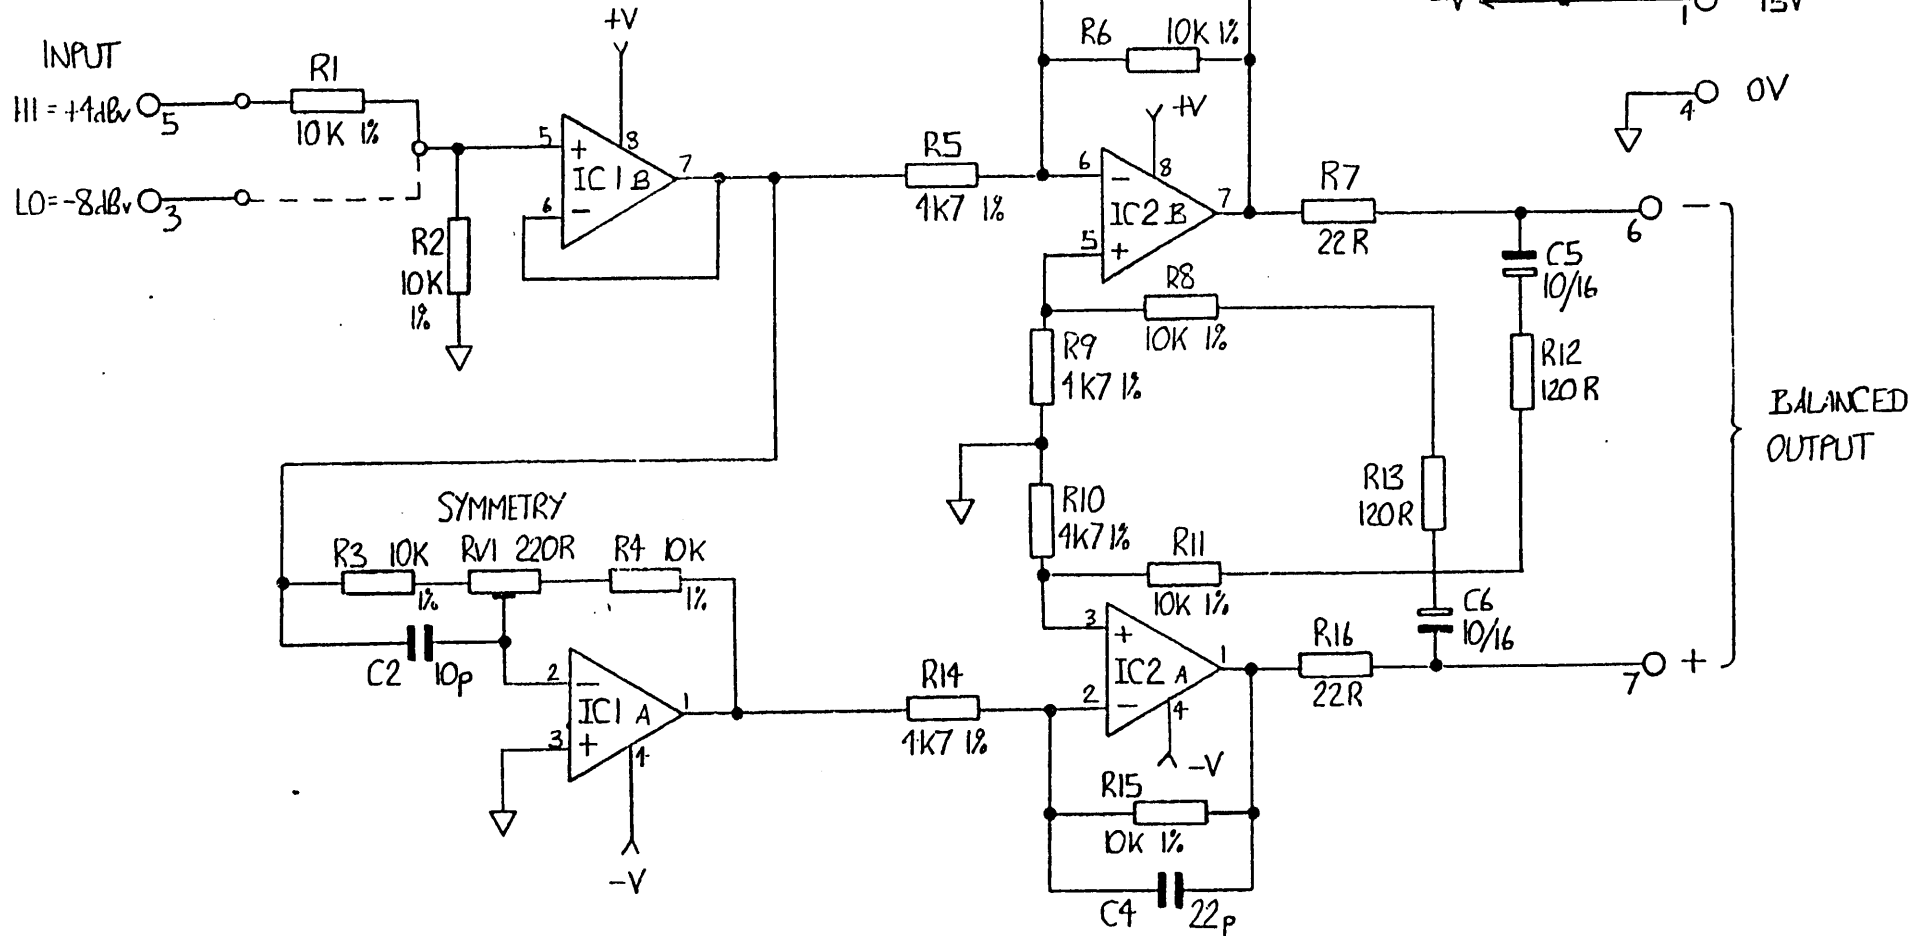 +V
-V
1
15V
INPUT
R1
10K 1%
HI = +4dBv
5
LO = -8dBv
3
R2
10K
1%
5
+
IC1 B
8
7
6
-
R6 10K 1%
+V
R5
4K7 1%
6
-
IC2 B
8
7
5
+
R7
22R
0V
4
-
6
C5
10/16
R8
10K 1%
R9
4K7 1%
R12
120R
BALANCED
OUTPUT
R10
4K7 1%
R13
120R
R11
10K 1%
SYMMETRY
R3 10K
1%
RV1 220R
R4 10K
1%
C2
10p
2
-
IC1 A
1
3
+
4
-V
R14
4K7 1%
3
+
IC2 A
1
2
-
4
-V
R16
22R
C6
10/16
7
+
R15
10K 1%
C4
22p